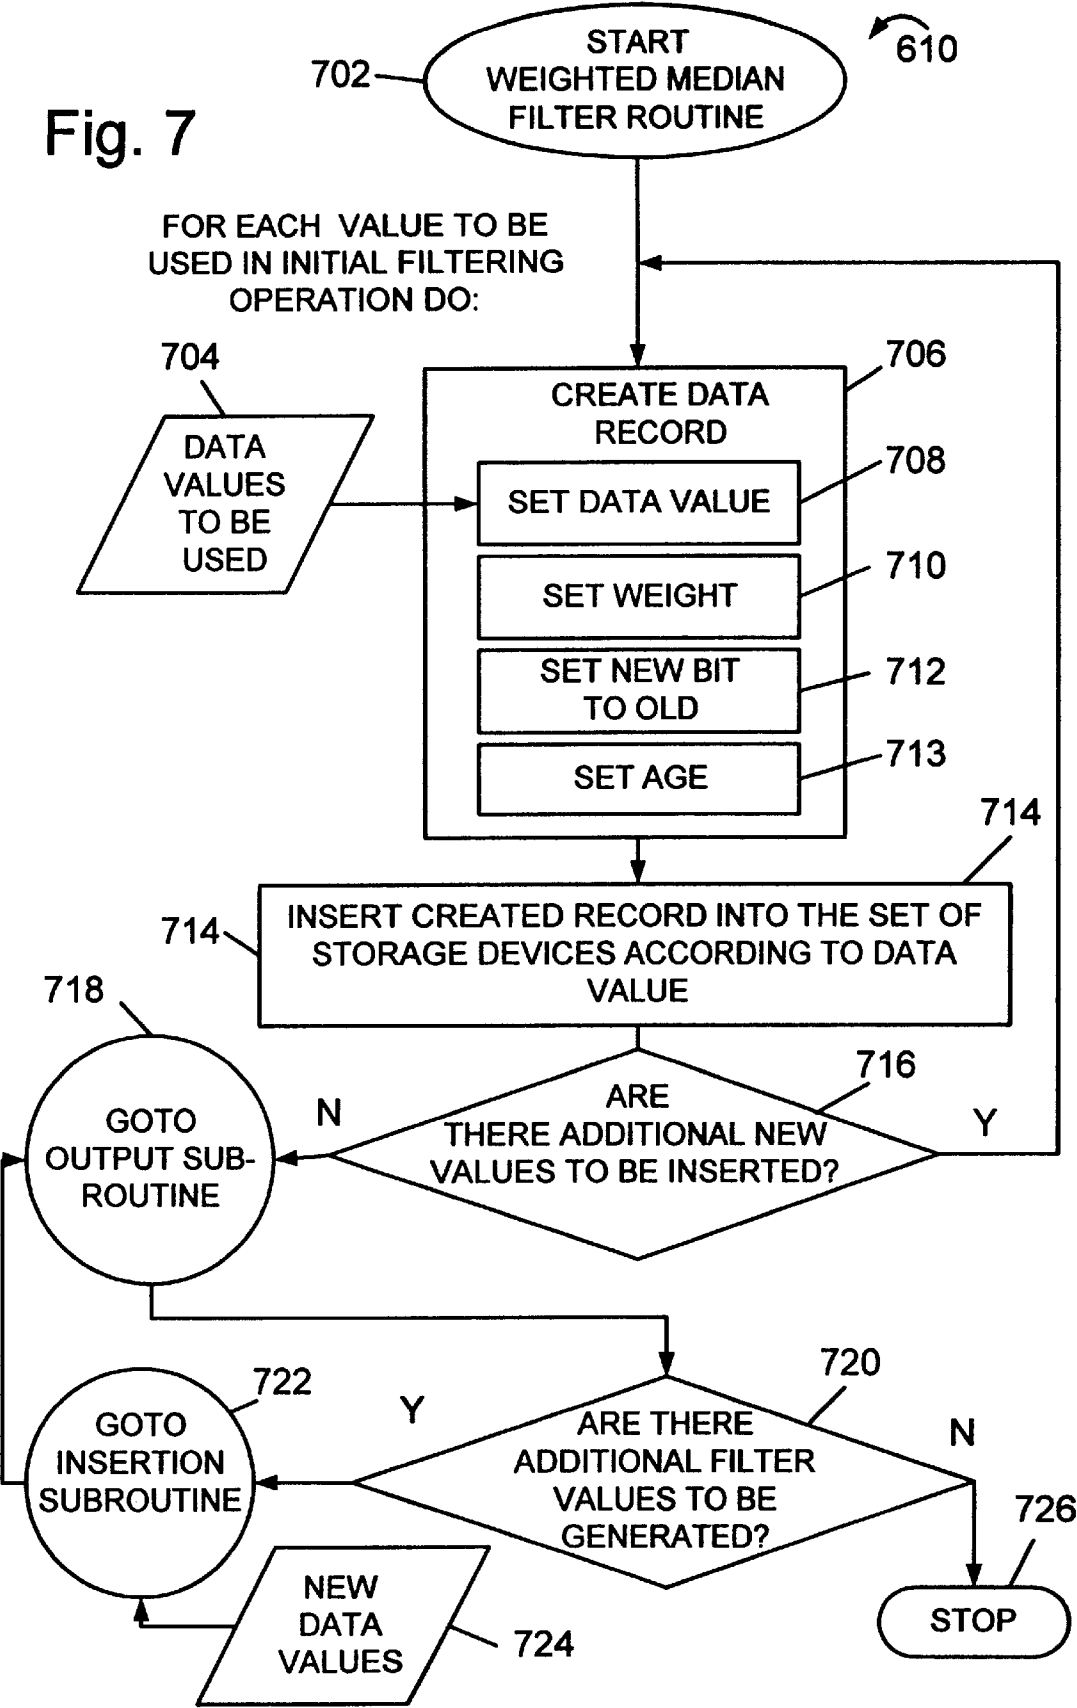 START
WEIGHTED MEDIAN
FILTER ROUTINE
702
610
Fig. 7
FOR EACH VALUE TO BE
USED IN INITIAL FILTERING
OPERATION DO:
704
DATA
VALUES
TO BE
USED
706
CREATE DATA
RECORD
708
SET DATA VALUE
710
SET WEIGHT
712
SET NEW BIT
TO OLD
713
SET AGE
714
714
INSERT CREATED RECORD INTO THE SET OF
STORAGE DEVICES ACCORDING TO DATA
VALUE
718
GOTO
OUTPUT SUB-
ROUTINE
N
716
ARE
THERE ADDITIONAL NEW
VALUES TO BE INSERTED?
Y
722
GOTO
INSERTION
SUBROUTINE
Y
720
ARE THERE
ADDITIONAL FILTER
VALUES TO BE
GENERATED?
N
726
STOP
NEW
DATA
VALUES
724